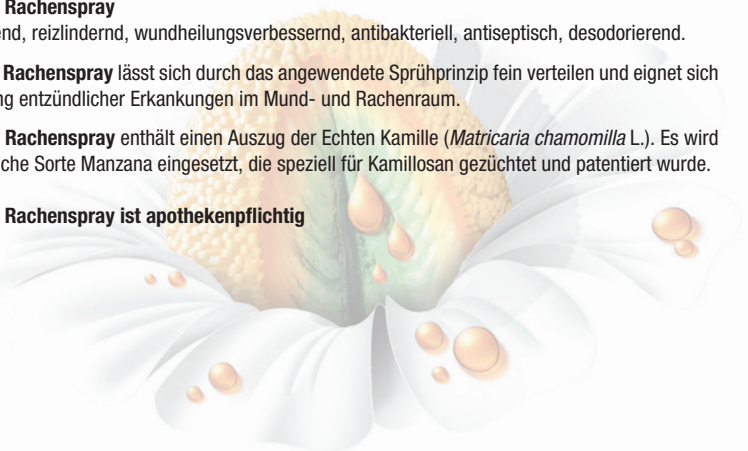 Rachenspray
end, reizlindernd, wundheilungsverbessernd, antibakteriell, antiseptisch, desodorierend.
Rachenspray lässt sich durch das angewendete Sprühprinzip fein verteilen und eignet sich
ng entzündlicher Erkankungen im Mund- und Rachenraum.
Rachenspray enthält einen Auszug der Echten Kamille (Matricaria chamomilla L.). Es wird
che Sorte Manzana eingesetzt, die speziell für Kamillosan gezüchtet und patentiert wurde.
Rachenspray ist apothekenpflichtig